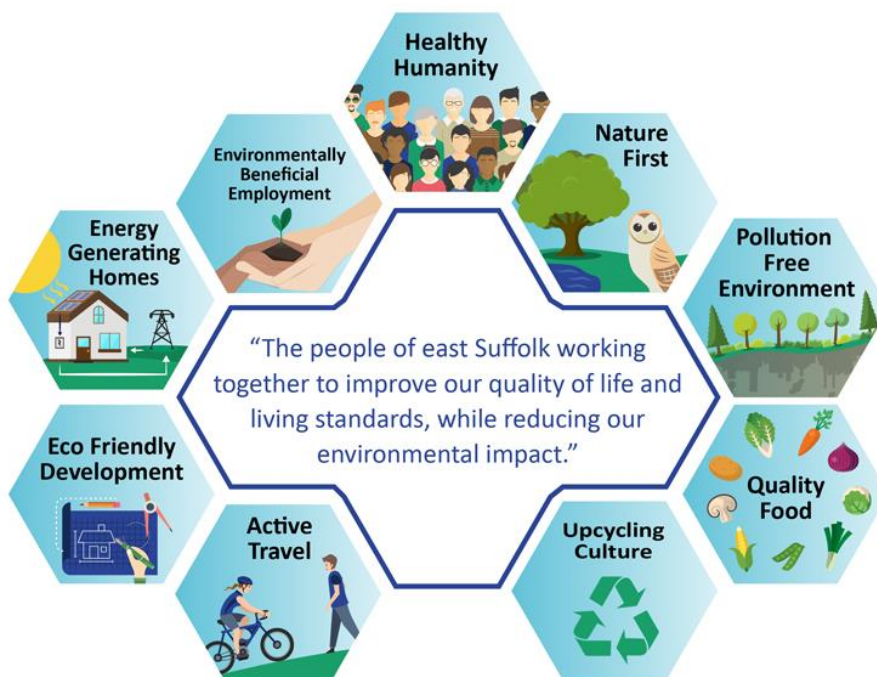 Healthy
Humanity
Environmentally
Beneficial
Employment
Nature
First
Energy
Generating
Homes
Pollution
Free
Environment
“The people of east Suffolk working
together to improve our quality of life and
living standards, while reducing our
environmental impact.”
Eco Friendly
Development
Quality
Food
Active
Travel
Upcycling
Culture